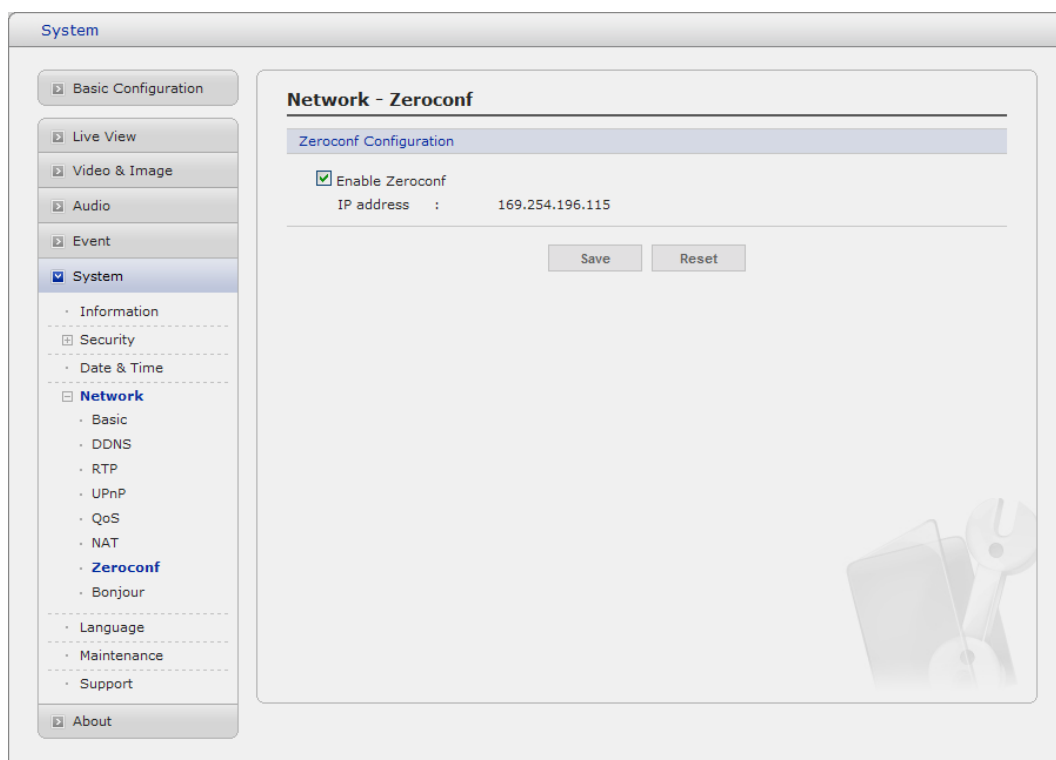 System
Basic Configuration
Live View
Video & Image
Audio
Event
System
Information
Security
Date & Time
Network
Basic
DDNS
RTP
UPnP
QoS
NAT
Zeroconf
Bonjour
Language
Maintenance
Support
About
Network - Zeroconf
Zeroconf Configuration
Enable Zeroconf
IP address : 169.254.196.115
Save Reset